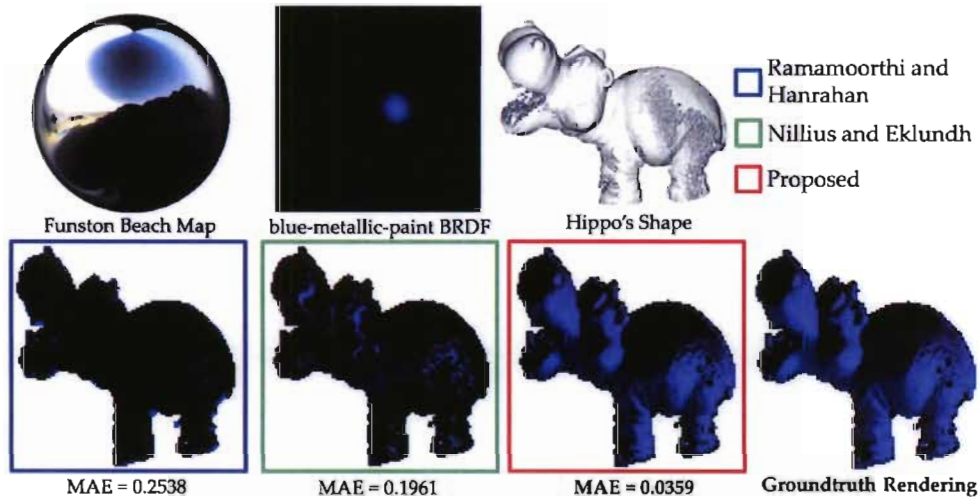 Ramamoorthi and
Hanrahan
Nillius and Eklundh
Proposed
Funston Beach Map
blue-metallic-paint BRDF
Hippo's Shape
MAE = 0.2538
MAE = 0.1961
MAE = 0.0359
Groundtruth Rendering